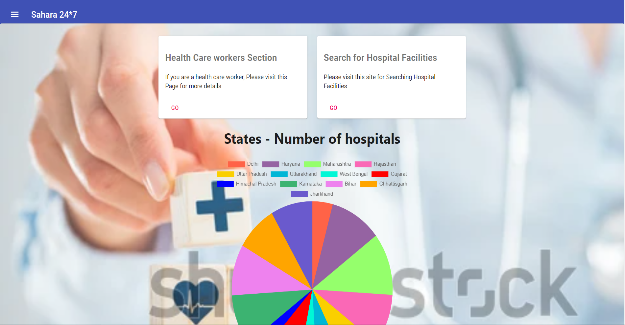 Sahara 24*7
Health Care workers Section
If you are a health care worker. Please visit this
Page for more details
GO
Search for Hospital Facilities
Please visit this site for Searching Hospital
Facilities
GO
States - Number of hospitals
Delhi Haryana Maharashtra Rajasthan
Uttar Pradesh Uttarakhand West Bengal Gujarat
Himachal Pradesh Karnataka Bihar Chhattisgarh
Jharkhand